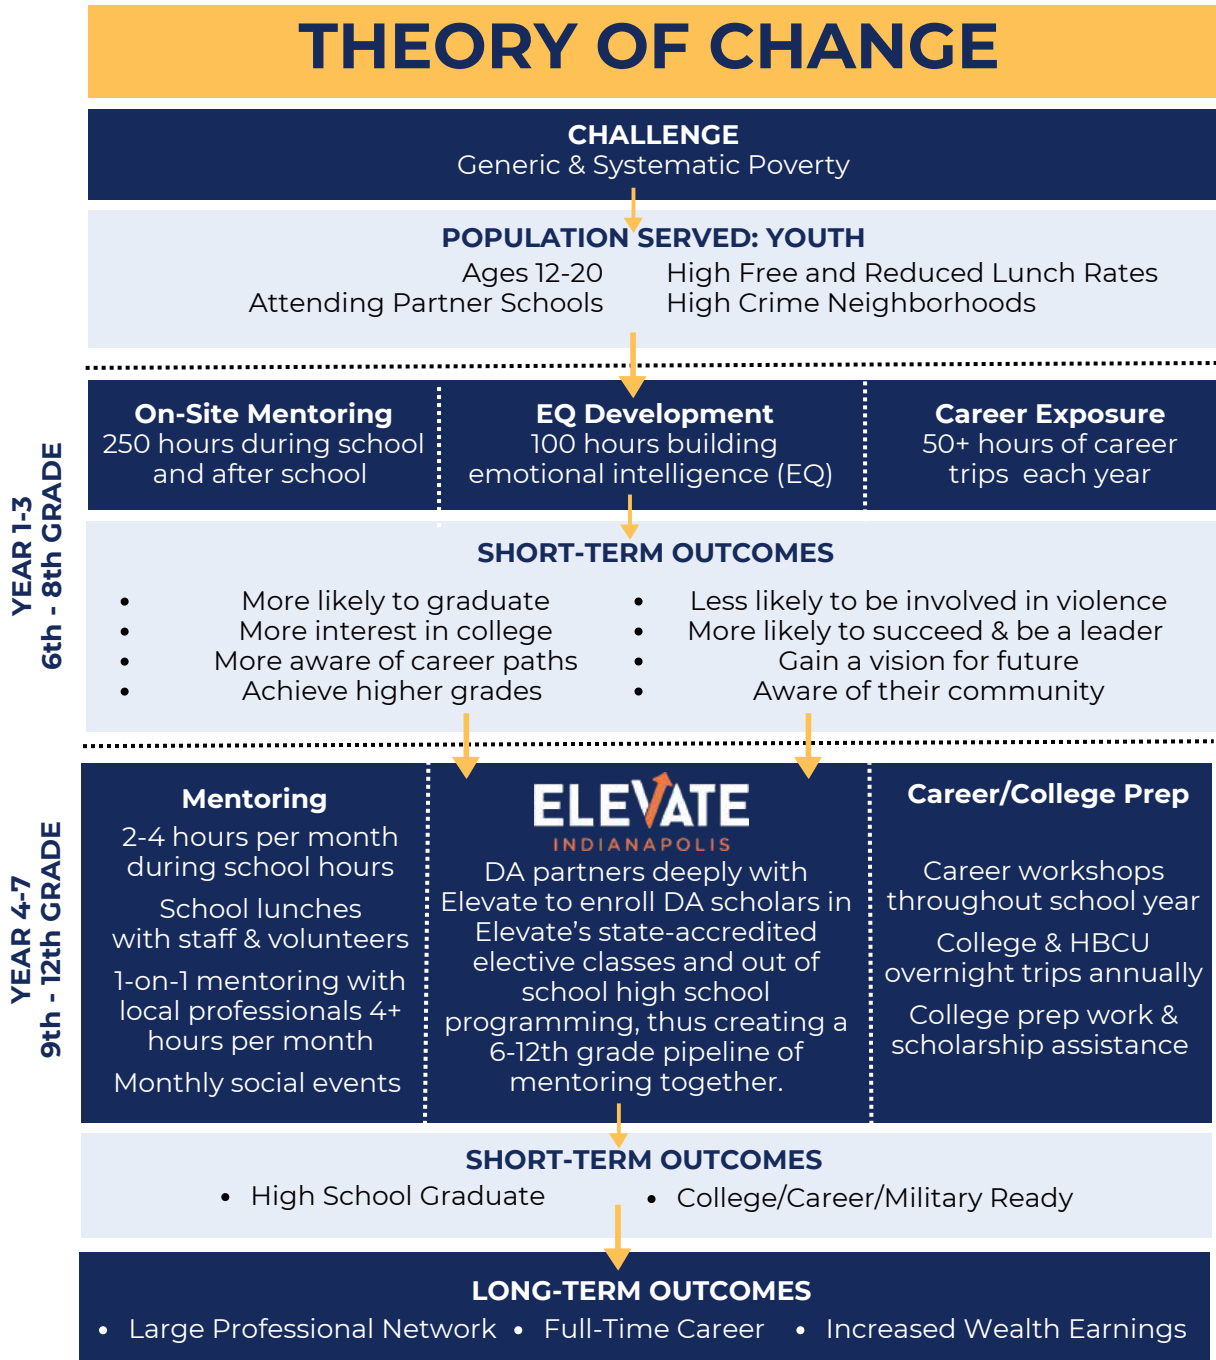 THEORY OF CHANGE
CHALLENGE
Generic & Systematic Poverty
POPULATION SERVED: YOUTH
Ages 12-20
Attending Partner Schools
High Free and Reduced Lunch Rates
High Crime Neighborhoods
YEAR 1-3
6th - 8th GRADE
On-Site Mentoring
250 hours during school
and after school
EQ Development
100 hours building
emotional intelligence (EQ)
Career Exposure
50+ hours of career
trips each year
SHORT-TERM OUTCOMES
• More likely to graduate
• More interest in college
• More aware of career paths
• Achieve higher grades
• Less likely to be involved in violence
• More likely to succeed & be a leader
• Gain a vision for future
• Aware of their community
YEAR 4-7
9th - 12th GRADE
Mentoring
2-4 hours per month
during school hours
School lunches
with staff & volunteers
1-on-1 mentoring with
local professionals 4+
hours per month
Monthly social events
ELEVATE
INDIANAPOLIS
DA partners deeply with
Elevate to enroll DA scholars in
Elevate's state-accredited
elective classes and out of
school high school
programming, thus creating a
6-12th grade pipeline of
mentoring together.
Career/College Prep
Career workshops
throughout school year
College & HBCU
overnight trips annually
College prep work &
scholarship assistance
SHORT-TERM OUTCOMES
• High School Graduate
• College/Career/Military Ready
LONG-TERM OUTCOMES
• Large Professional Network • Full-Time Career • Increased Wealth Earnings